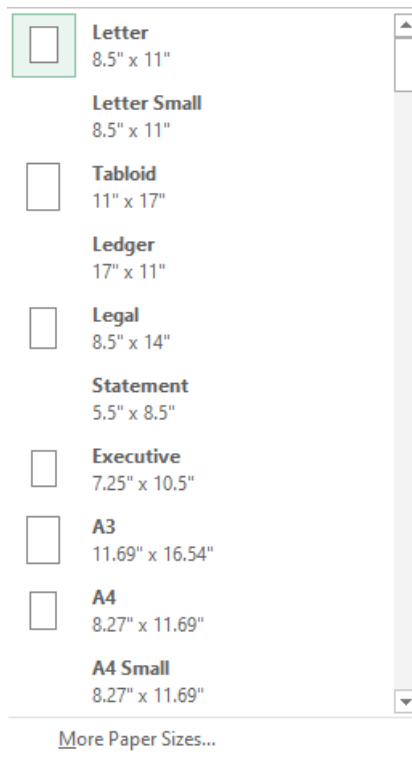 Letter
8.5" x 11"
Letter Small
8.5" x 11"
Tabloid
11" x 17"
Ledger
17" x 11"
Legal
8.5" x 14"
Statement
5.5" x 8.5"
Executive
7.25" x 10.5"
A3
11.69" x 16.54"
A4
8.27" x 11.69"
A4 Small
8.27" x 11.69"
More Paper Sizes...